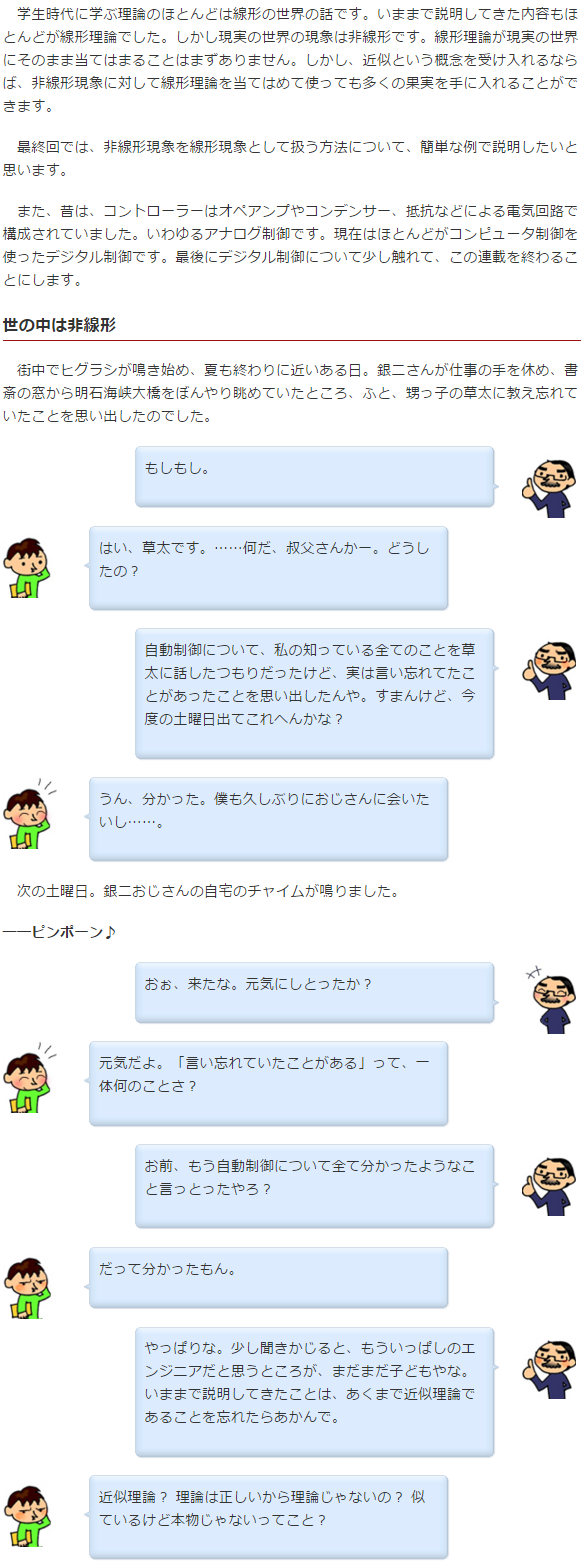 学生時代に学ぶ理論のほとんどは線形の世界の話です。いままで説明してきた内容もほ
とんどが線形理論でした。しかし現実の世界の現象は非線形です。線形理論が現実の世界
にそのまま当てはまることはまずありません。しかし、近似という概念を受け入れるなら
ば、非線形現象に対して線形理論を当てはめて使っても多くの果実を手に入れることがで
きます。
最終回では、非線形現象を線形現象として扱う方法について、簡単な例で説明したいと
思います。
また、昔は、コントローラーはオペアンプやコンデンサー、抵抗などによる電気回路で
構成されていました。いわゆるアナログ制御です。現在はほとんどがコンピュータ制御を
使ったデジタル制御です。最後にデジタル制御について少し触れて、この連載を終わるこ
とにします。
世の中は非線形
街中でヒグラシが鳴き始め、夏も終わりに近いある日。銀二さんが仕事の手を休め、書
斎の窓から明石海峡大橋をぼんやり眺めていたところ、ふと、甥っ子の草太に教え忘れて
いたことを思い出したのでした。
もしもし。
はい、草太です。……何だ、叔父さんかー。どうし
たの？
自動制御について、私の知っている全てのことを草
太に話したつもりだったけど、実は言い忘れてたこ
とがあったことを思い出したんや。すまんけど、今
度の土曜日出てこれへんかな？
うん、分かった。僕も久しぶりにおじさんに会いた
いし……。
次の土曜日。銀二おじさんの自宅のチャイムが鳴りました。
――ピンポーン♪
おぉ、来たな。元気にしとったか？
元気だよ。「言い忘れていたことがある」って、一
体何のことさ？
お前、もう自動制御について全て分かったようなこ
と言っとったやろ？
だって分かったもん。
やっぱりな。少し聞きかじると、もういっぱしのエ
ンジニアだと思うところが、まだまだ子どもやな。
いままで説明してきたことは、あくまで近似理論で
あることを忘れたらあかんで。
近似理論？ 理論は正しいから理論じゃないの？ 似
ているけど本物じゃないってこと？